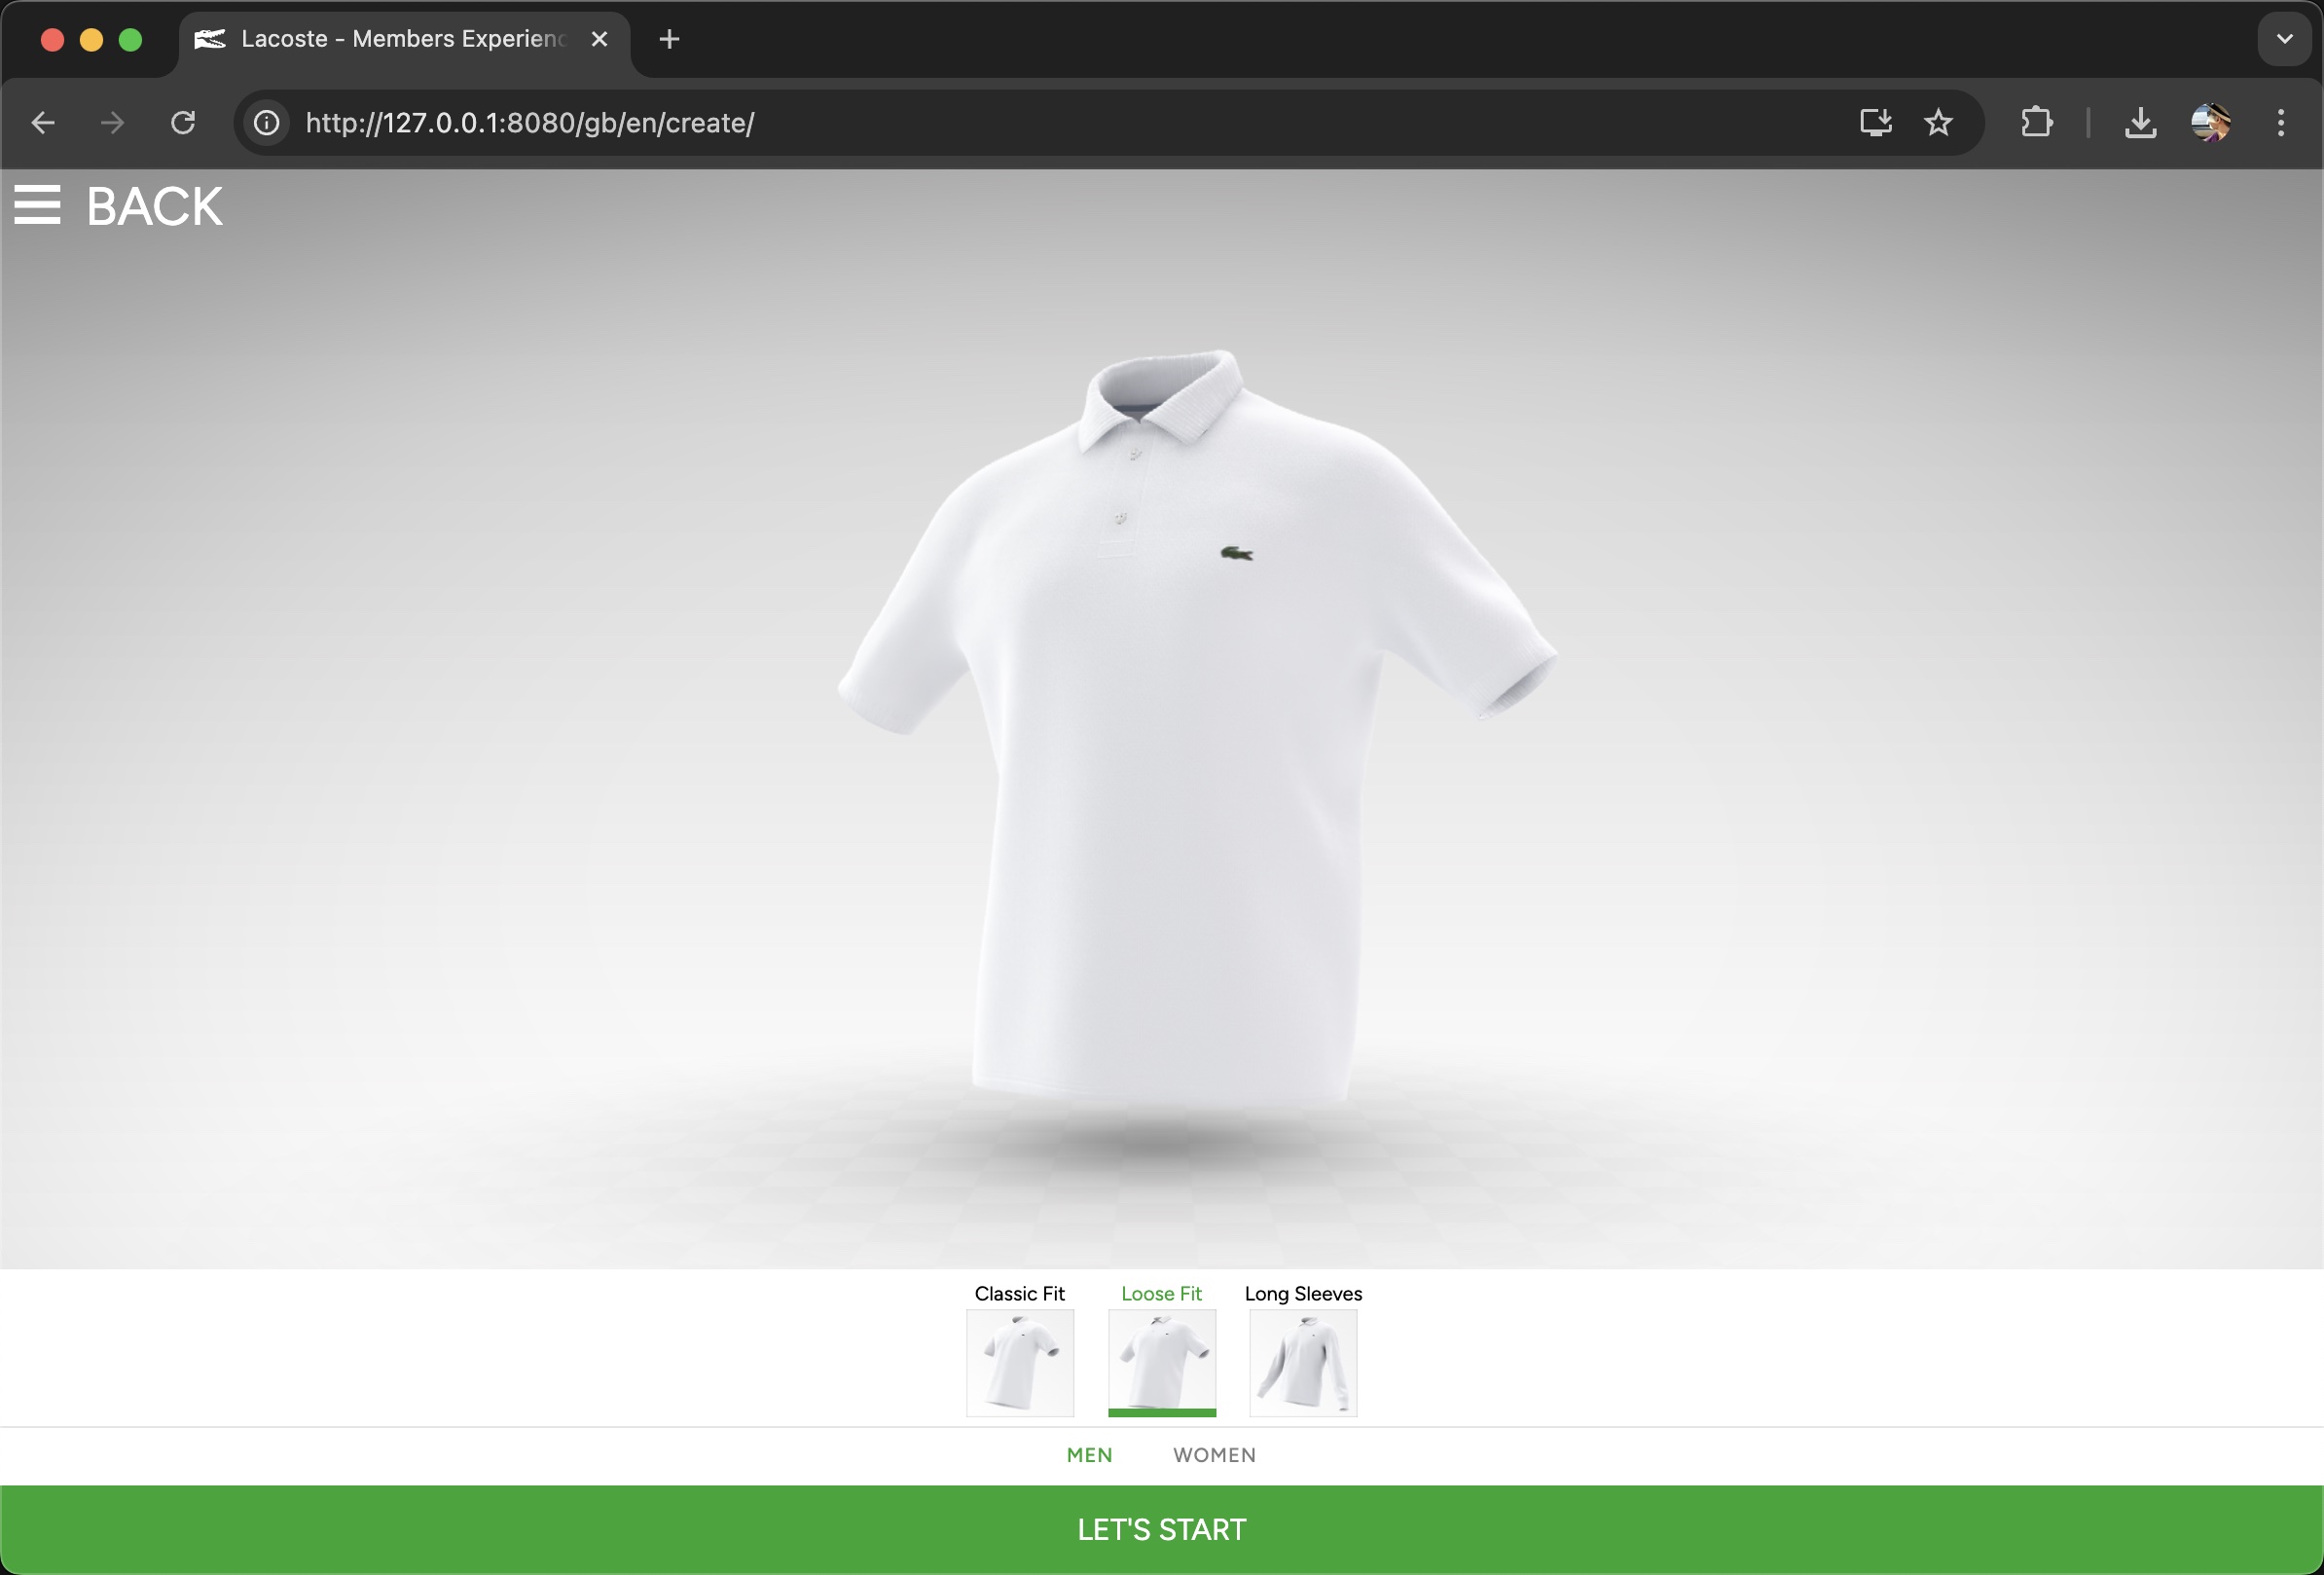 Lacoste - Members Experienc
http://127.0.0.1:8080/gb/en/create/
BACK
Classic Fit
Loose Fit
Long Sleeves
MEN
WOMEN
LET'S START